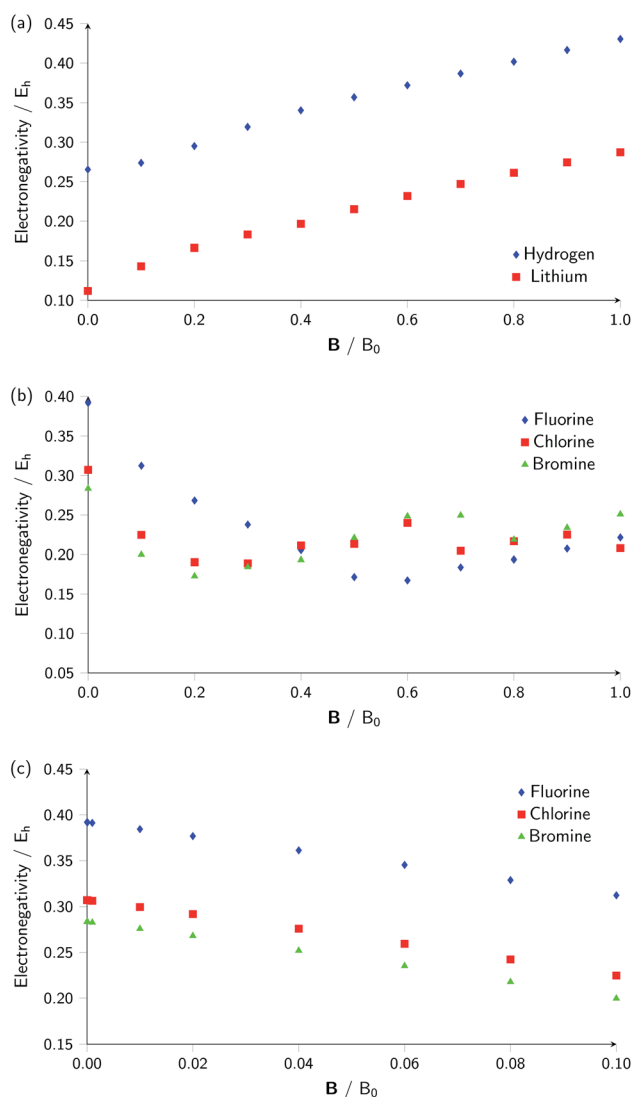 (a)
0.45
0.40
0.35
0.30
0.25
0.20
0.15
0.10
Electronegativity / Eh
Hydrogen
Lithium
0.0 0.2 0.4 0.6 0.8 1.0
B / B0
(b)
0.40
0.35
0.30
0.25
0.20
0.15
0.05
Electronegativity / Eh
Fluorine
Chlorine
Bromine
0.0 0.2 0.4 0.6 0.8 1.0
B / B0
(c)
0.45
0.40
0.35
0.30
0.25
0.20
0.15
Electronegativity / Eh
Fluorine
Chlorine
Bromine
0.00 0.02 0.04 0.06 0.08 0.10
B / B0